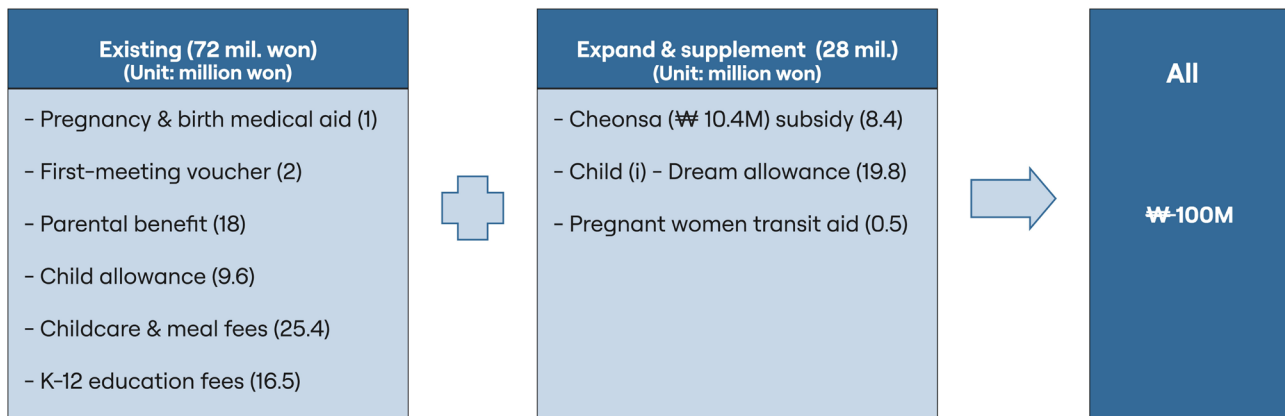 Existing (72 mil. won)
(Unit: million won)
- Pregnancy & birth medical aid (1)
- First-meeting voucher (2)
- Parental benefit (18)
- Child allowance (9.6)
- Childcare & meal fees (25.4)
- K-12 education fees (16.5)
Expand & supplement (28 mil.)
(Unit: million won)
- Cheonsa (₩ 10.4M) subsidy (8.4)
- Child (i) - Dream allowance (19.8)
- Pregnant women transit aid (0.5)
All
₩ 100M